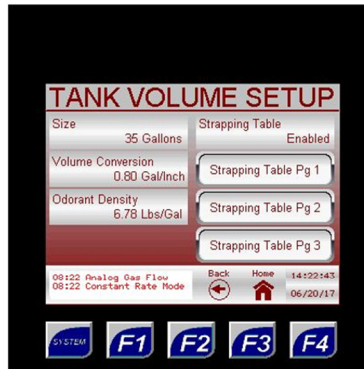 TANK VOLUME SETUP
Size
35 Gallons
Strapping Table
Enabled
Volume Conversion
0.80 Gal/Inch
Strapping Table Pg 1
Odorant Density
6.78 Lbs/Gal
Strapping Table Pg 2
Strapping Table Pg 3
08:22 Analog Gas Flow
08:22 Constant Rate Mode
Back
Home
14:22:43
06/20/17
SYSTEM
F1
F2
F3
F4